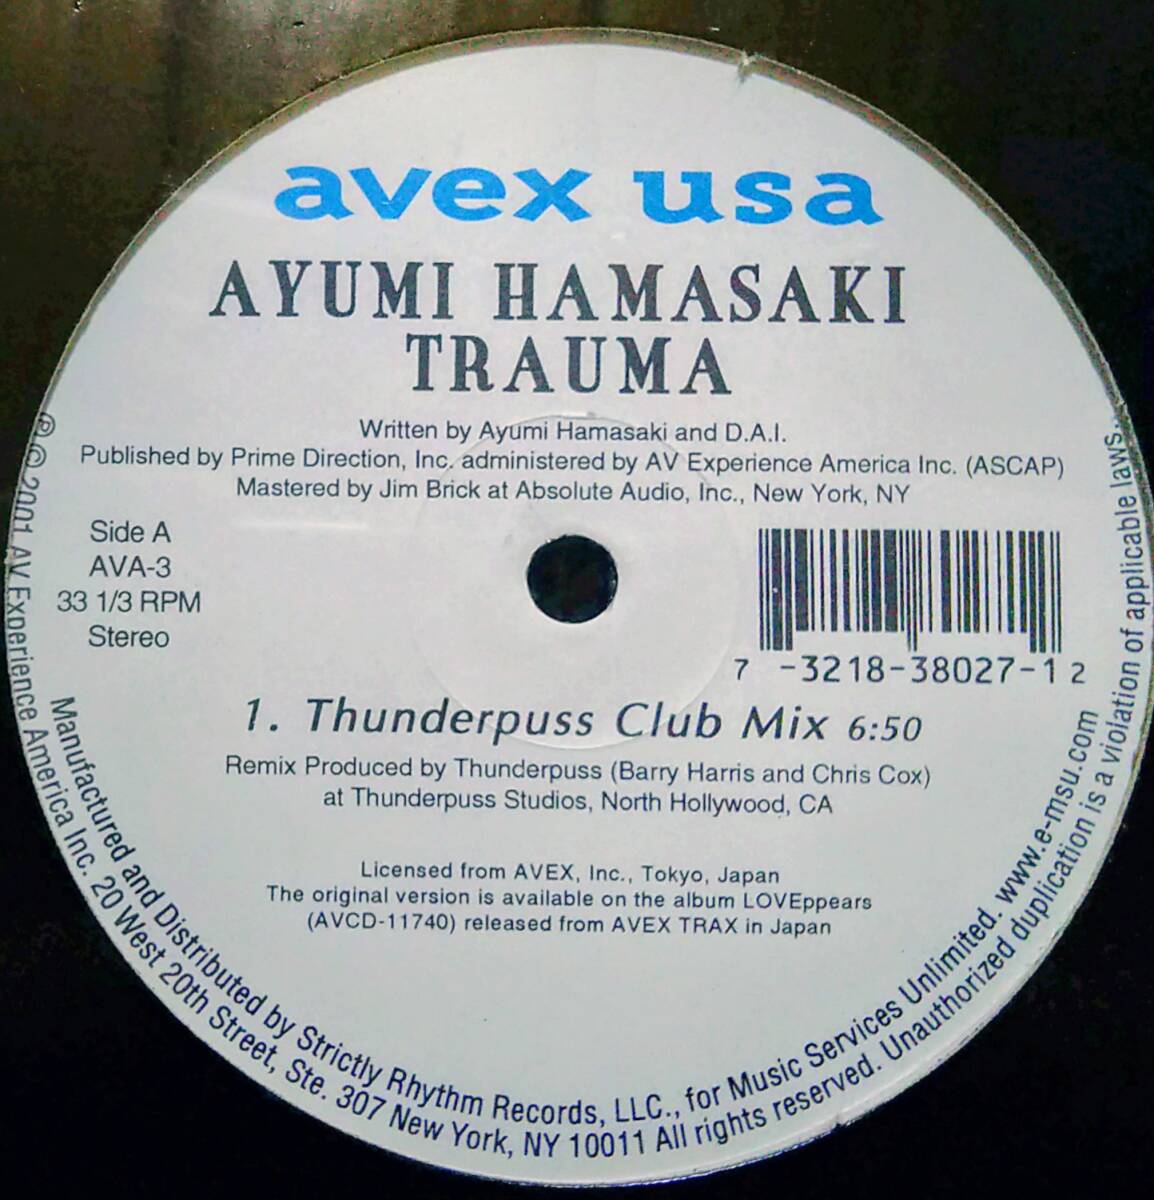 avex usa
AYUMI HAMASAKI
TRAUMA
Written by Ayumi Hamasaki and D.A.I.
Published by Prime Direction, Inc. administered by AV Experience America Inc. (ASCAP)
Mastered by Jim Brick at Absolute Audio, Inc., New York, NY
Side A
AVA-3
33 1/3 RPM
Stereo
7 -3218-38027-1 2
1. Thunderpuss Club Mix 6:50
Remix Produced by Thunderpuss (Barry Harris and Chris Cox)
at Thunderpuss Studios, North Hollywood, CA
Licensed from AVEX, Inc., Tokyo, Japan
The original version is available on the album LOVEppears
(AVCD-11740) released from AVEX TRAX in Japan
Manufactured and Distributed by Strictly Rhythm Records, LLC., for Music Services Unlimited. www.e-msu.com
℗ © 2001 AV Experience America Inc. 20 West 20th Street, Ste. 307 New York, NY 10011 All rights reserved. Unauthorized duplication is a violation of applicable laws.